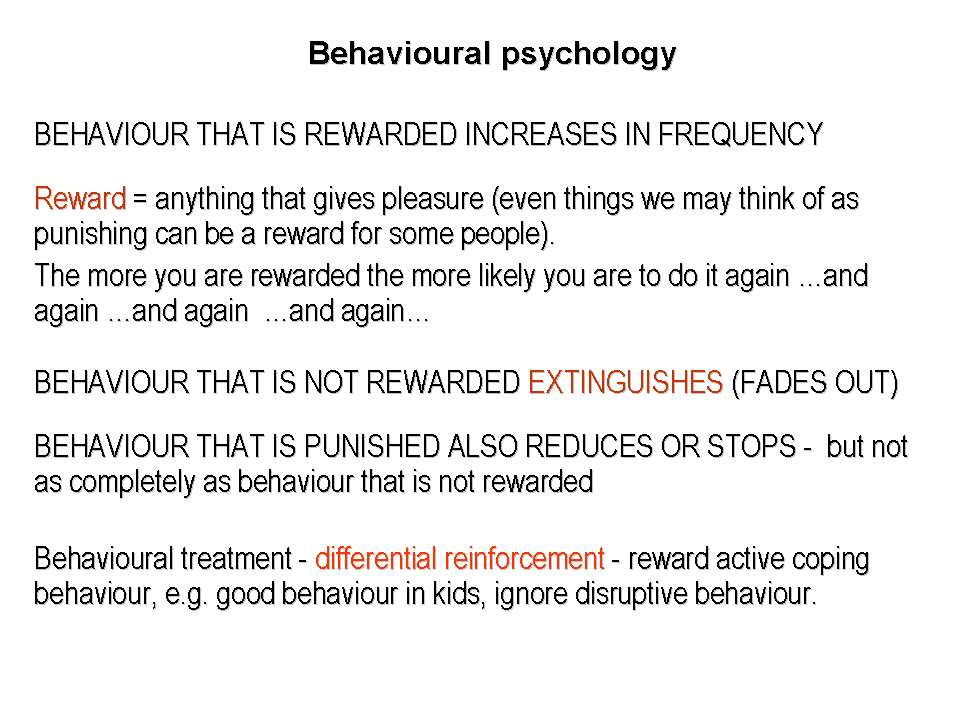 Behavioural psychology
BEHAVIOUR THAT IS REWARDED INCREASES IN FREQUENCY
Reward = anything that gives pleasure (even things we may think of as
punishing can be a reward for some people).
The more you are rewarded the more likely you are to do it again ...and
again ...and again  ...and again...
BEHAVIOUR THAT IS NOT REWARDED EXTINGUISHES (FADES OUT)
BEHAVIOUR THAT IS PUNISHED ALSO REDUCES OR STOPS -  but not
as completely as behaviour that is not rewarded
Behavioural treatment - differential reinforcement - reward active coping
behaviour, e.g. good behaviour in kids, ignore disruptive behaviour.